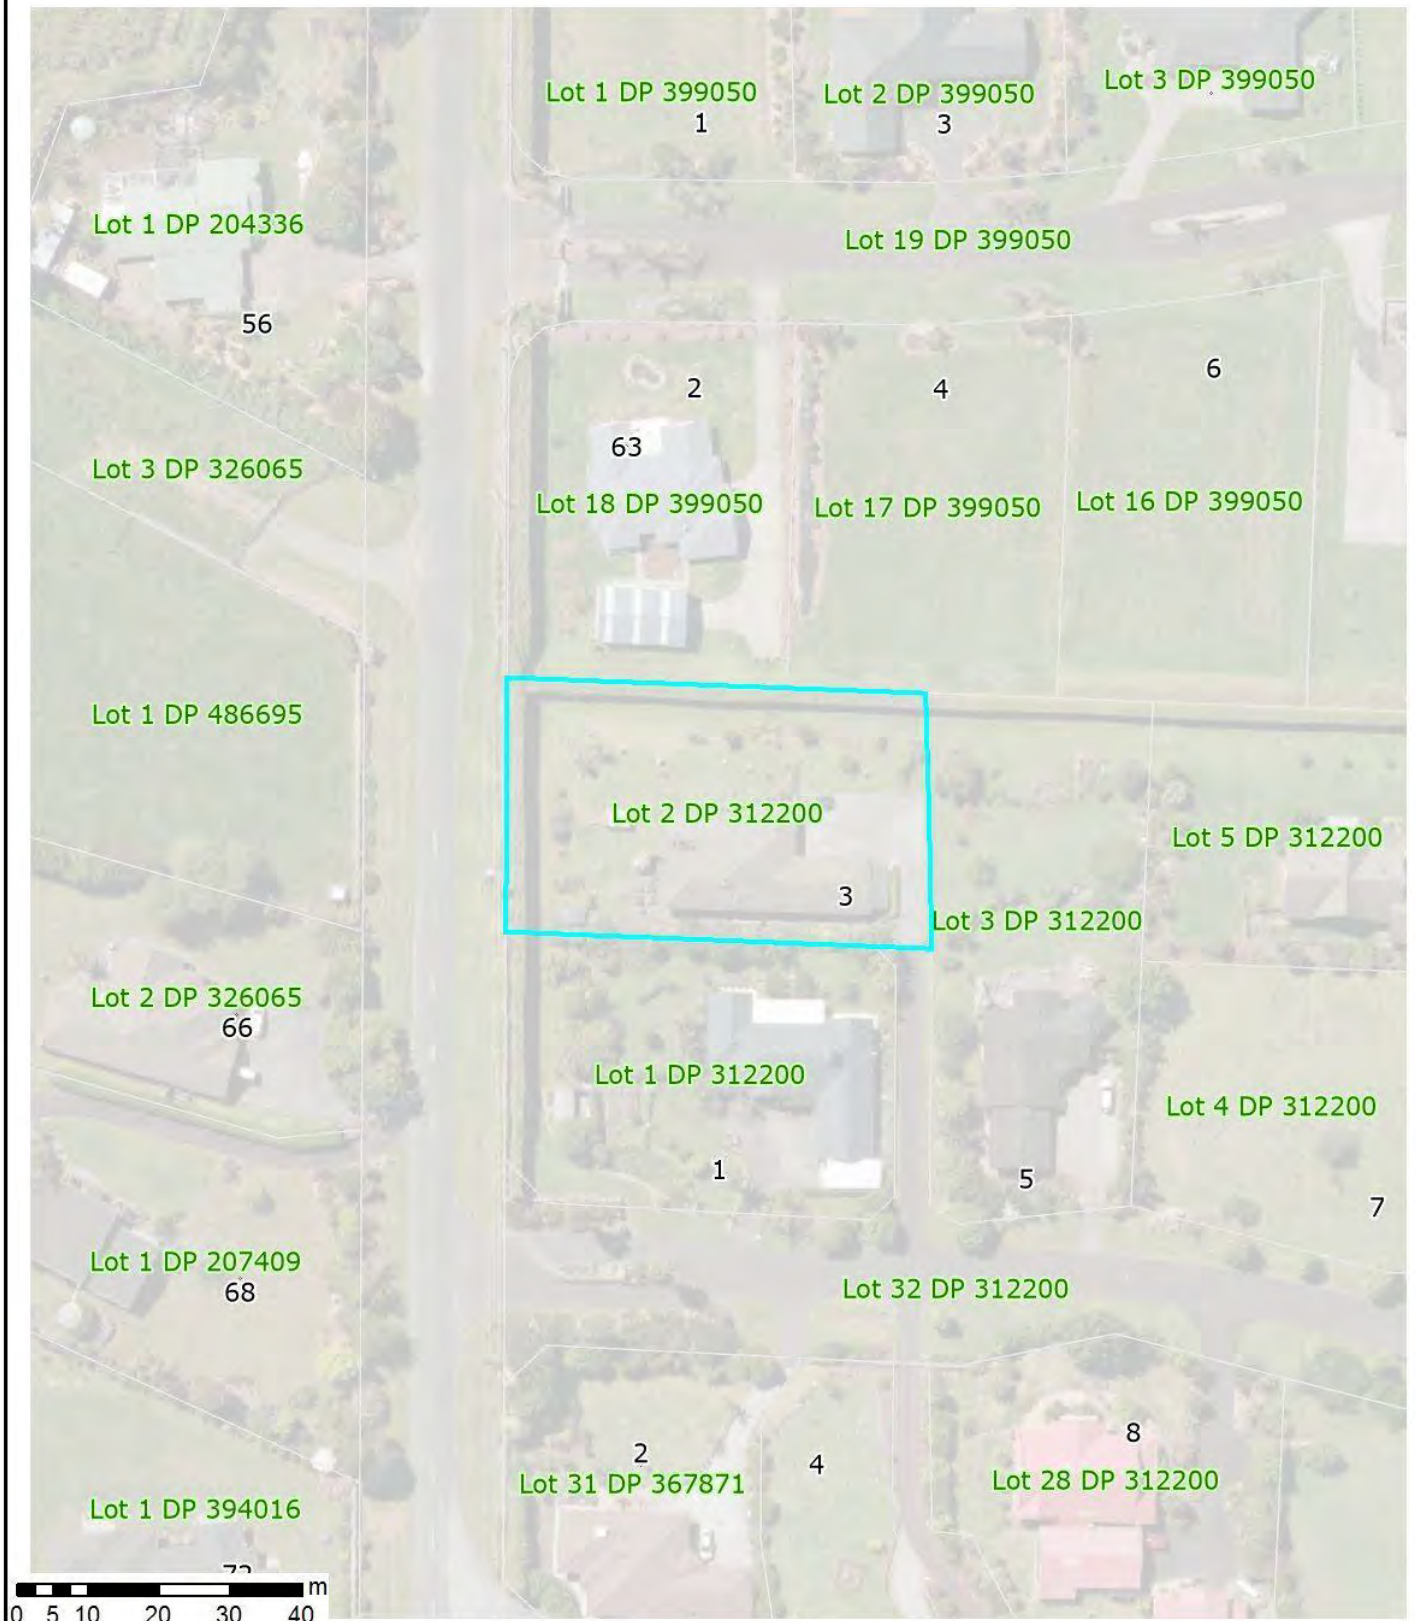 Lot 1 DP 399050
1
Lot 2 DP 399050
3
Lot 3 DP 399050
Lot 1 DP 204336
56
Lot 19 DP 399050
2
63
Lot 18 DP 399050
4
Lot 17 DP 399050
6
Lot 16 DP 399050
Lot 3 DP 326065
Lot 1 DP 486695
Lot 2 DP 312200
3
Lot 5 DP 312200
Lot 3 DP 312200
Lot 2 DP 326065
66
Lot 1 DP 312200
1
5
Lot 4 DP 312200
7
Lot 1 DP 207409
68
Lot 32 DP 312200
2
Lot 31 DP 367871
4
8
Lot 28 DP 312200
Lot 1 DP 394016
m
0 5 10 20 30 40